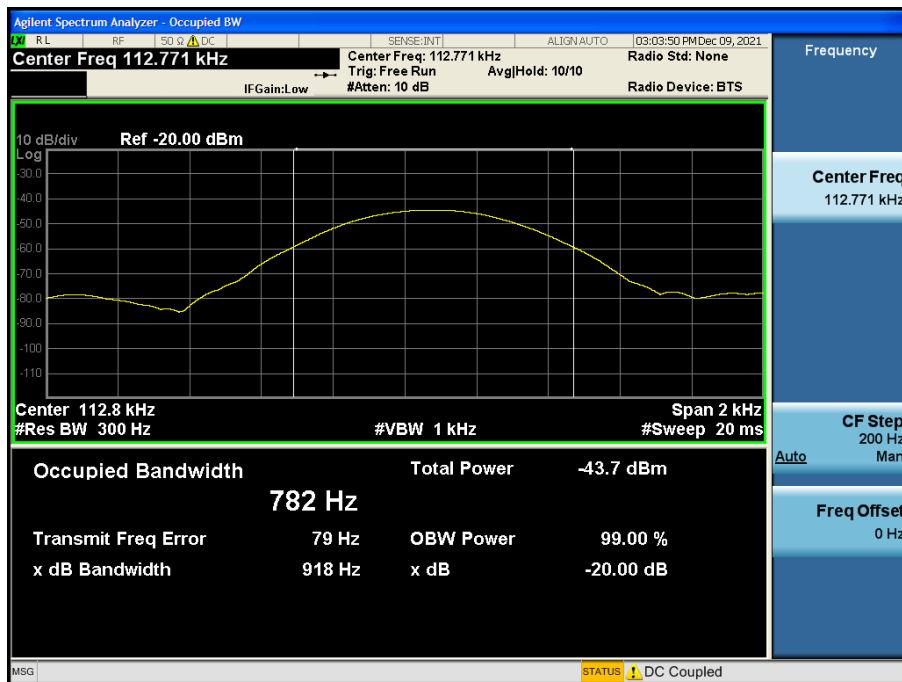 Agilent Spectrum Analyzer - Occupied BW
LXI RL RF 50 Ω DC SENSE:INT ALIGN AUTO 03:03:50 PM Dec 09, 2021
Center Freq 112.771 kHz
Center Freq: 112.771 kHz Radio Std: None
Trig: Free Run Avg|Hold: 10/10
IFGain:Low #Atten: 10 dB Radio Device: BTS
10 dB/div Ref -20.00 dBm
Log
-30.0
-40.0
-50.0
-60.0
-70.0
-80.0
-90.0
-100
-110
Center 112.8 kHz Span 2 kHz
#Res BW 300 Hz #VBW 1 kHz #Sweep 20 ms
Occupied Bandwidth Total Power -43.7 dBm
782 Hz
Transmit Freq Error 79 Hz OBW Power 99.00 %
x dB Bandwidth 918 Hz x dB -20.00 dB
Frequency
Center Freq
112.771 kHz
CF Step
200 Hz
Auto Man
Freq Offset
0 Hz
MSG STATUS DC Coupled